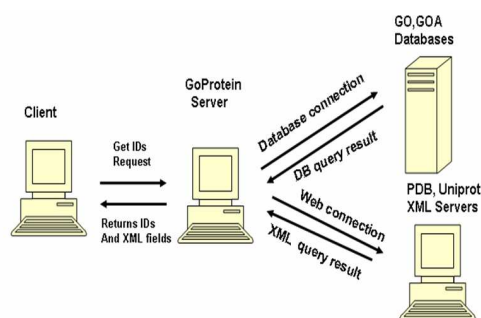 GO,GOA
Databases
GoProtein
Server
Client
Database connection
DB query result
Get IDs
Request
Returns IDs
And XML fields
PDB, Uniprot
XML Servers
Web connection
XML query result